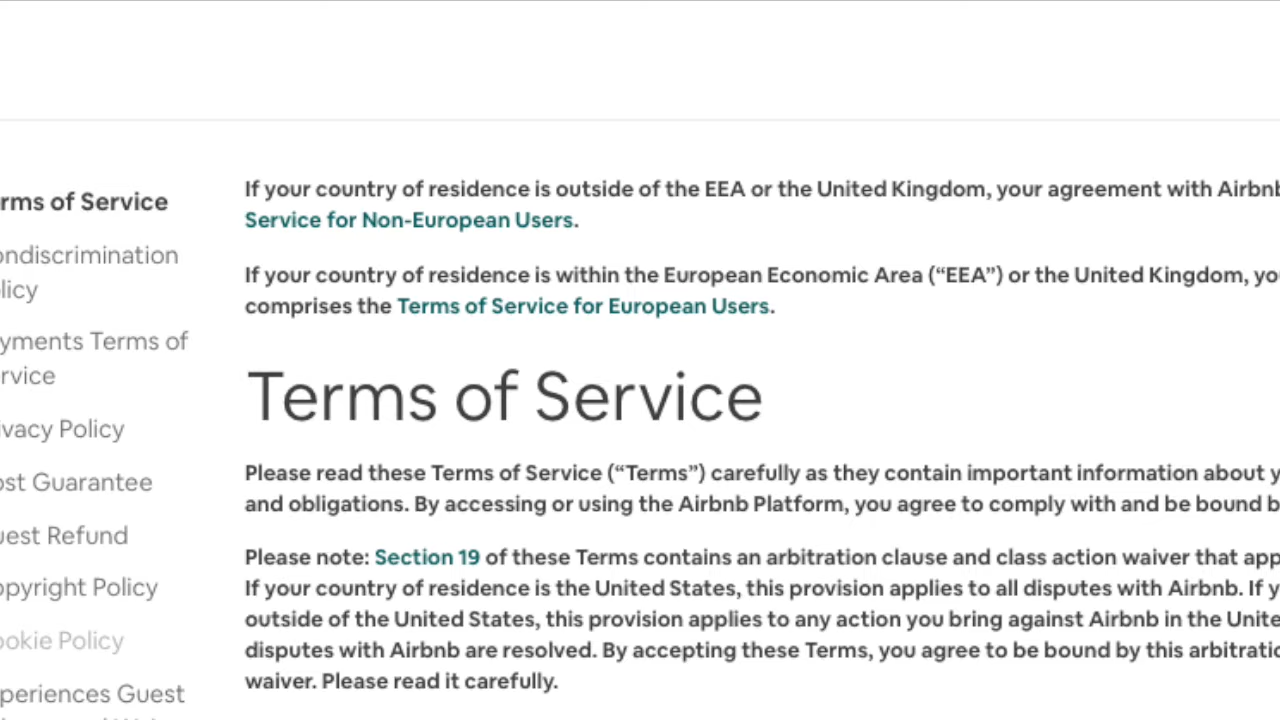 rms of Service
ondiscrimination
licy
yments Terms of
rvice
ivacy Policy
ost Guarantee
uest Refund
opyright Policy
ookie Policy
periences Guest
If your country of residence is outside of the EEA or the United Kingdom, your agreement with Airbnb
Service for Non-European Users.
If your country of residence is within the European Economic Area (“EEA”) or the United Kingdom, you
comprises the Terms of Service for European Users.
Terms of Service
Please read these Terms of Service (“Terms”) carefully as they contain important information about y
and obligations. By accessing or using the Airbnb Platform, you agree to comply with and be bound b
Please note: Section 19 of these Terms contains an arbitration clause and class action waiver that app
If your country of residence is the United States, this provision applies to all disputes with Airbnb. If y
outside of the United States, this provision applies to any action you bring against Airbnb in the Unite
disputes with Airbnb are resolved. By accepting these Terms, you agree to be bound by this arbitratio
waiver. Please read it carefully.